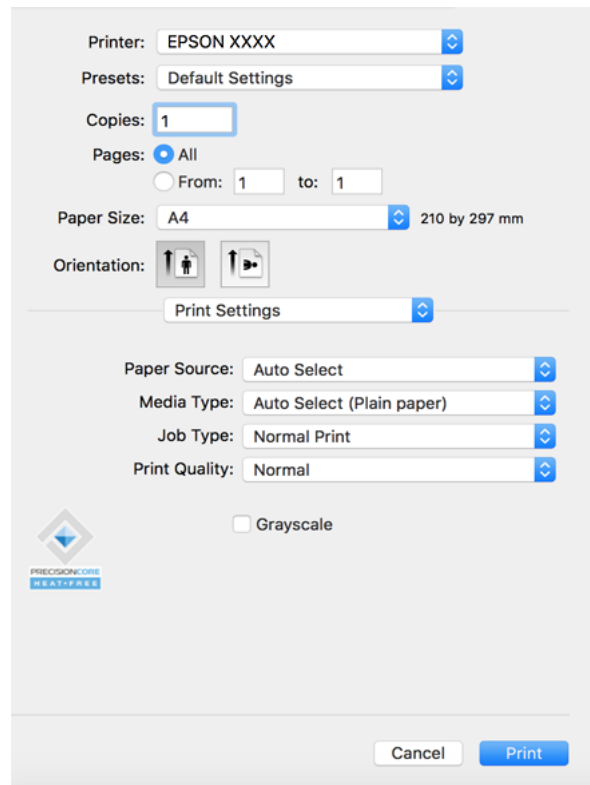 Printer: EPSON XXXX
Presets: Default Settings
Copies: 1
Pages: All
From: 1 to: 1
Paper Size: A4 210 by 297 mm
Orientation:
Print Settings
Paper Source: Auto Select
Media Type: Auto Select (Plain paper)
Job Type: Normal Print
Print Quality: Normal
Grayscale
PRECISIONCORE
HEAT•FREE
Cancel Print